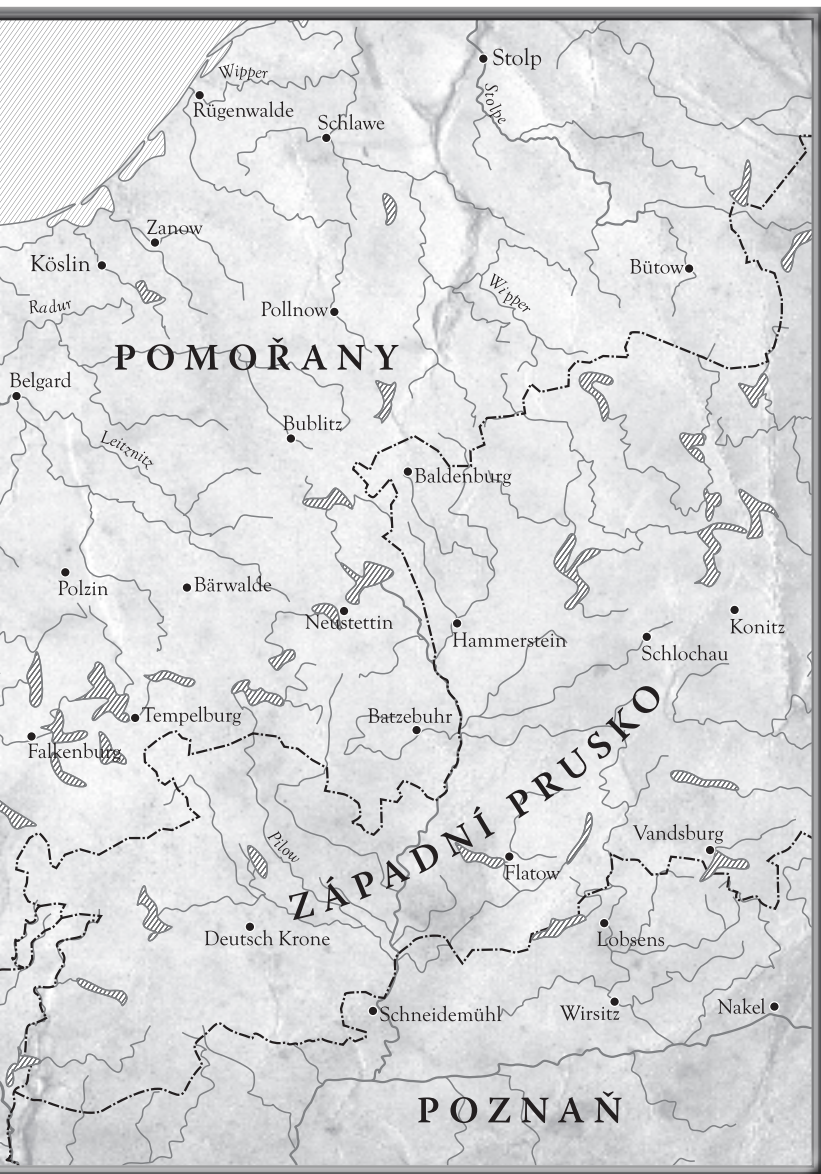 Stolp
Wipper
Rügenwalde
Stolpe
Schlawe
Zanow
Köslin
Bütow
Radur
Wipper
Pollnow
POMOŘANY
Belgard
Bublitz
Leitznitz
Baldenburg
Polzin
Bärwalde
Neustettin
Konitz
Hammerstein
Schlochau
Tempelburg
Batzebuhr
Falkenburg
ZÁPADNÍ PRUSKO
Vandsburg
Pilow
Flatow
Deutsch Krone
Lobsens
Schneidemühl
Wirsitz
Nakel
POZNAŇ